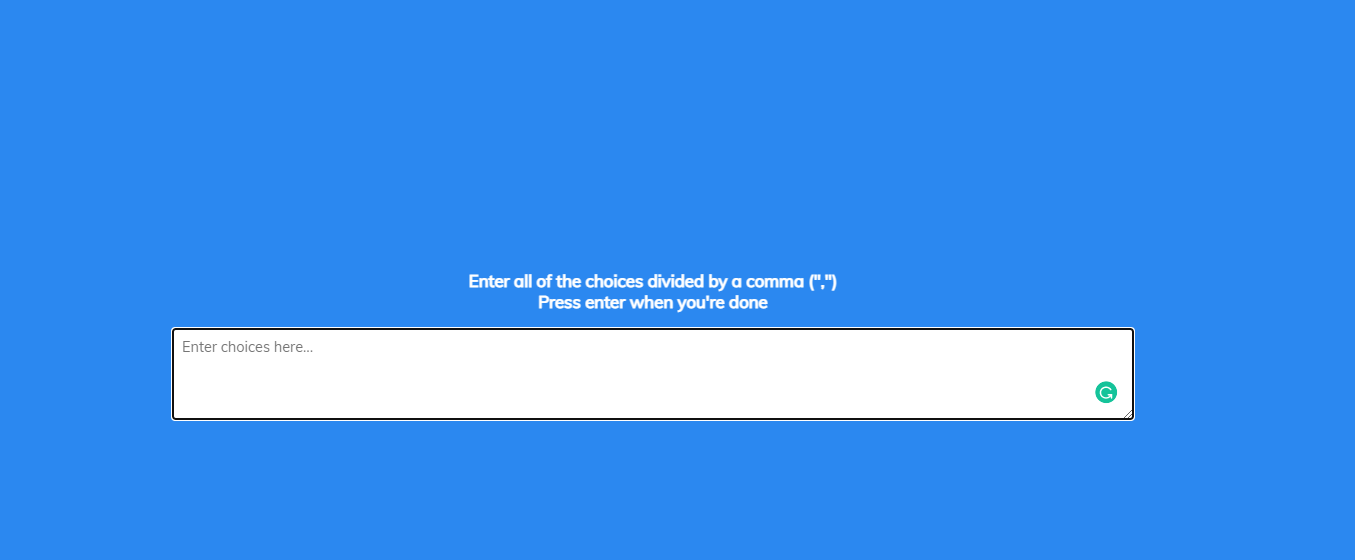 Enter all of the choices divided by a comma (",")
Press enter when you're done
Enter choices here...